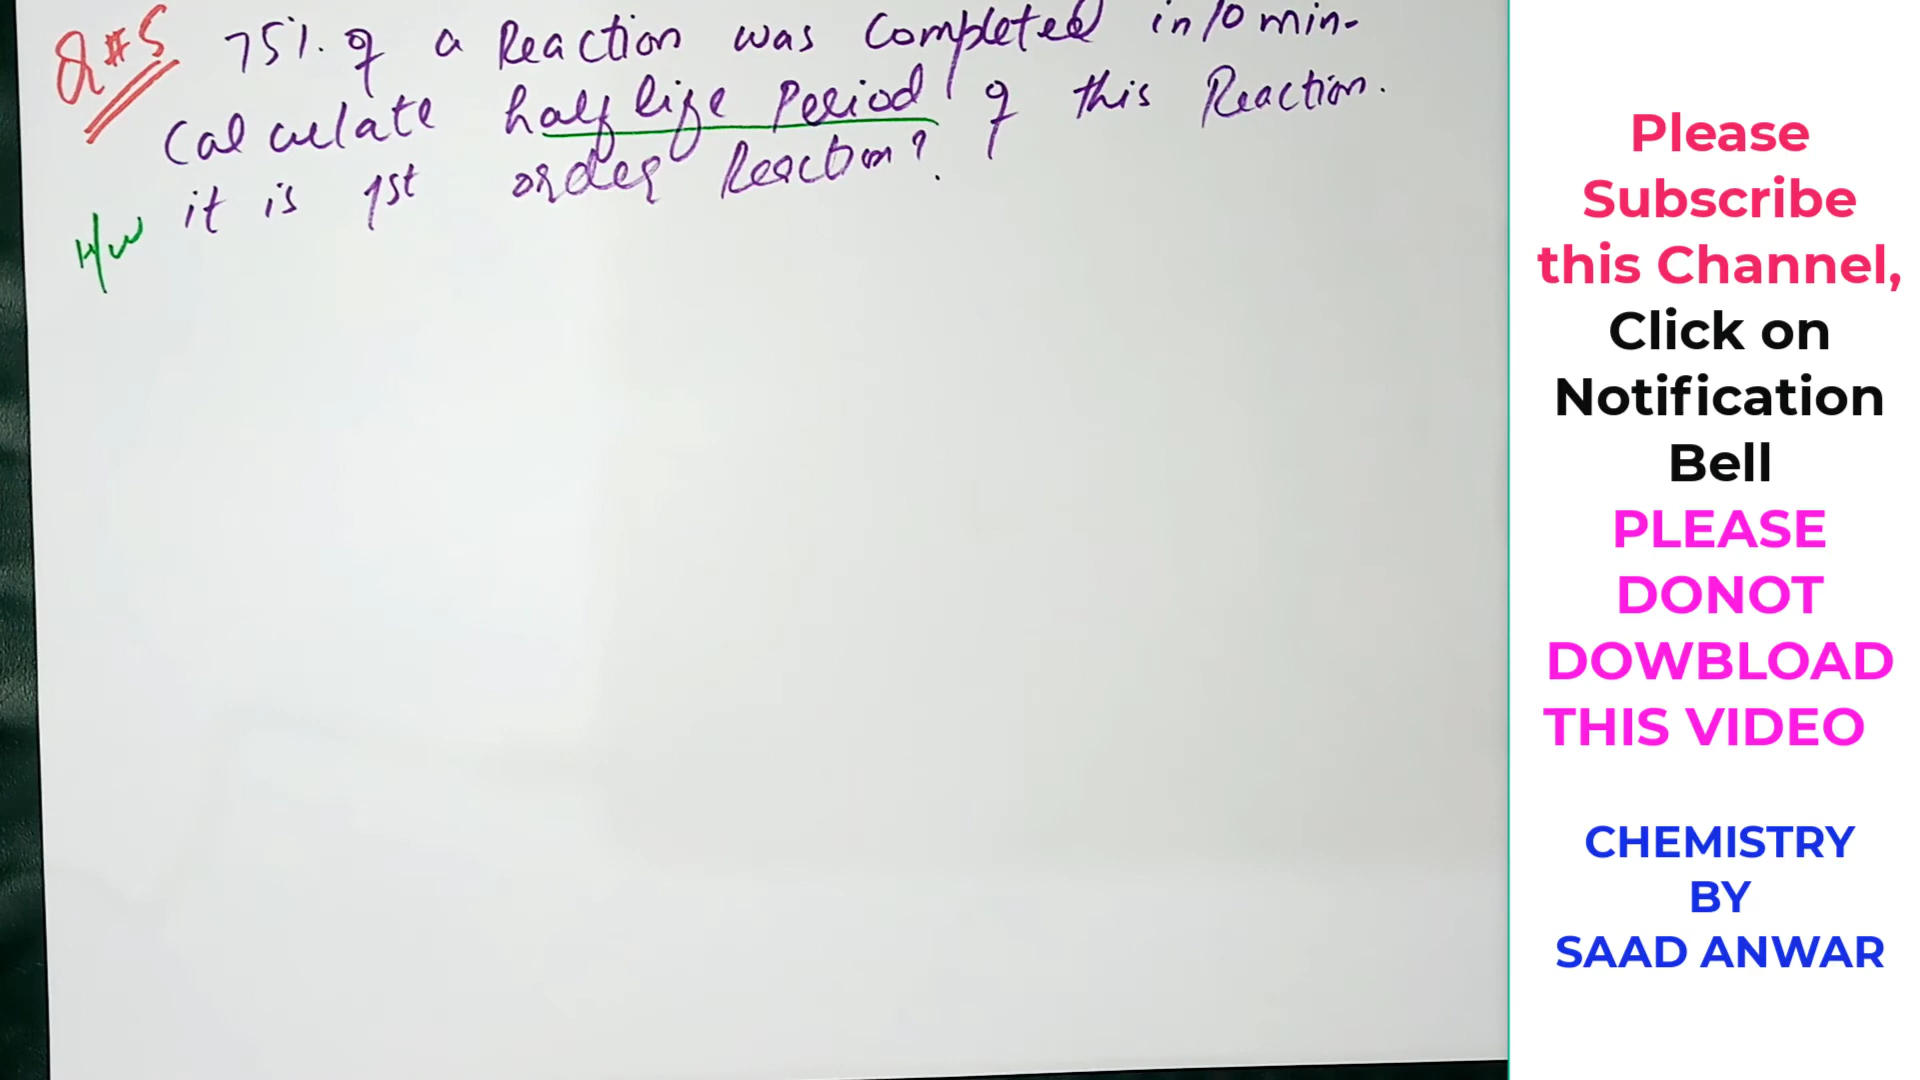 Q#5 75%. of a Reaction was Completed in 10 min.
Calculate half life Period of this Reaction.
it is 1st order Reaction?.
H/W
Please
Subscribe
this Channel,
Click on
Notification
Bell
PLEASE
DONOT
DOWBLOAD
THIS VIDEO
CHEMISTRY
BY
SAAD ANWAR